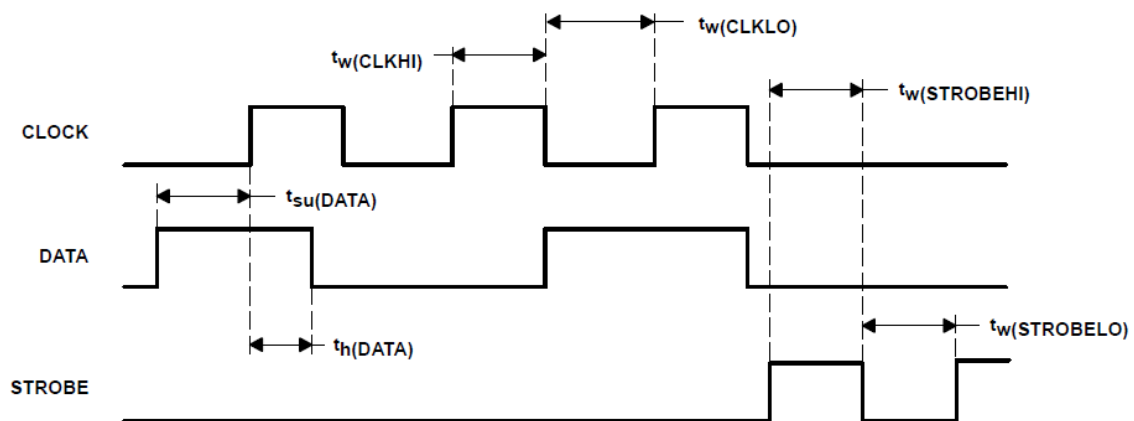 tw(CLKLO)
tw(CLKHI)
tw(STROBEHI)
CLOCK
tsu(DATA)
DATA
tw(STROBELO)
th(DATA)
STROBE